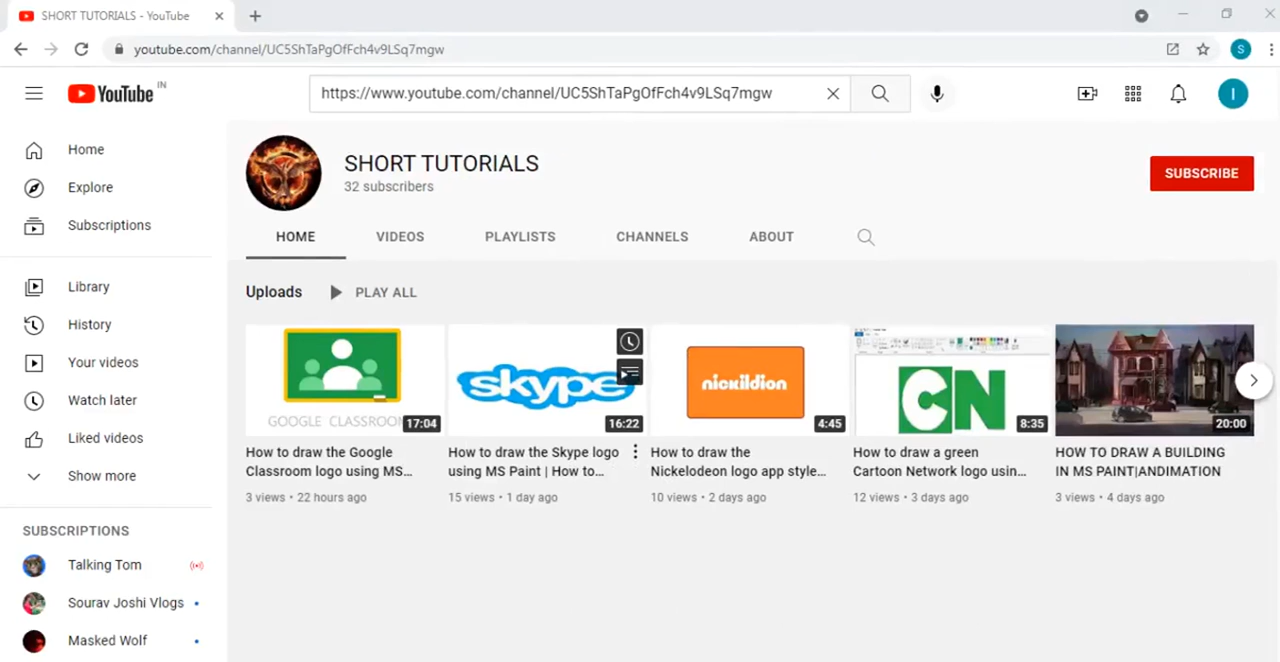 SHORT TUTORIALS - YouTube
youtube.com/channel/UC5ShTaPgOfFch4v9LSq7mgw
S
YouTube IN
https://www.youtube.com/channel/UC5ShTaPgOfFch4v9LSq7mgw
I
Home
Explore
Subscriptions
Library
History
Your videos
Watch later
Liked videos
Show more
SUBSCRIPTIONS
Talking Tom
Sourav Joshi Vlogs
Masked Wolf
SHORT TUTORIALS
32 subscribers
SUBSCRIBE
HOME VIDEOS PLAYLISTS CHANNELS ABOUT
Uploads PLAY ALL
GOOGLE CLASSROOM
17:04
How to draw the Google
Classroom logo using MS...
3 views • 22 hours ago
skype
16:22
How to draw the Skype logo
using MS Paint | How to...
15 views • 1 day ago
nickildion
4:45
How to draw the
Nickelodeon logo app style...
10 views • 2 days ago
CN
8:35
How to draw a green
Cartoon Network logo usin...
12 views • 3 days ago
20:00
HOW TO DRAW A BUILDING
IN MS PAINT|ANDIMATION
3 views • 4 days ago